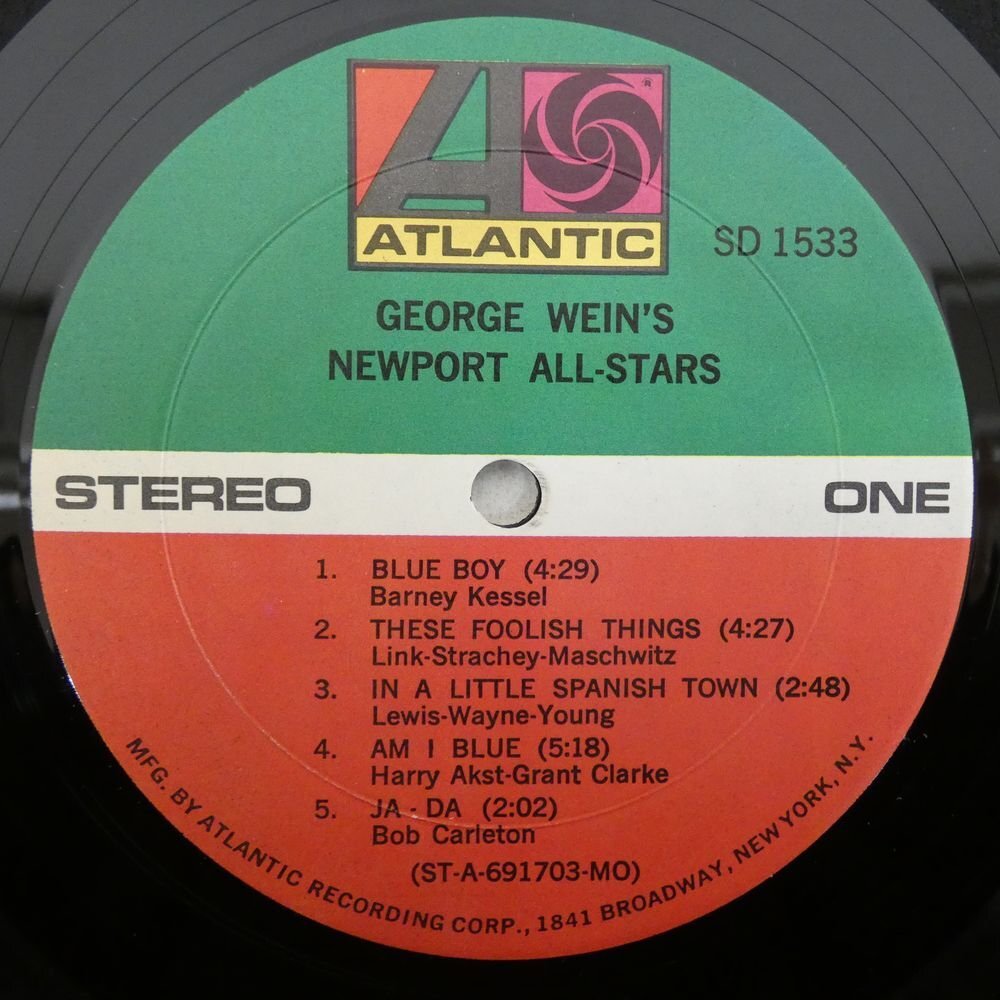 A
®
ATLANTIC
SD 1533
GEORGE WEIN'S
NEWPORT ALL-STARS
STEREO
ONE
1. BLUE BOY (4:29)
Barney Kessel
2. THESE FOOLISH THINGS (4:27)
Link-Strachey-Maschwitz
3. IN A LITTLE SPANISH TOWN (2:48)
Lewis-Wayne-Young
4. AM I BLUE (5:18)
Harry Akst-Grant Clarke
5. JA - DA (2:02)
Bob Carleton
(ST-A-691703-MO)
MFG. BY ATLANTIC RECORDING CORP., 1841 BROADWAY, NEW YORK, N.Y.